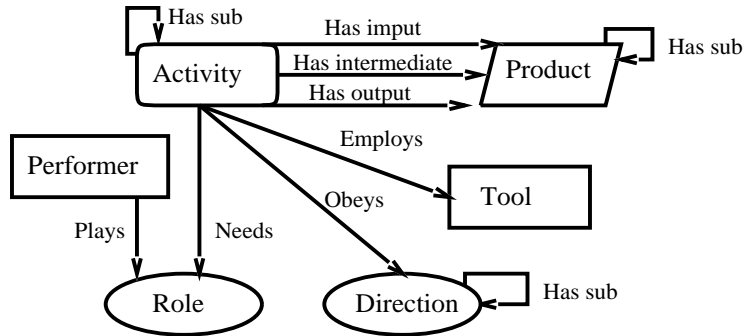 Has sub
Has imput
Activity
Has intermediate
Product
Has sub
Has output
Employs
Performer
Obeys
Tool
Plays
Needs
Role
Direction
Has sub